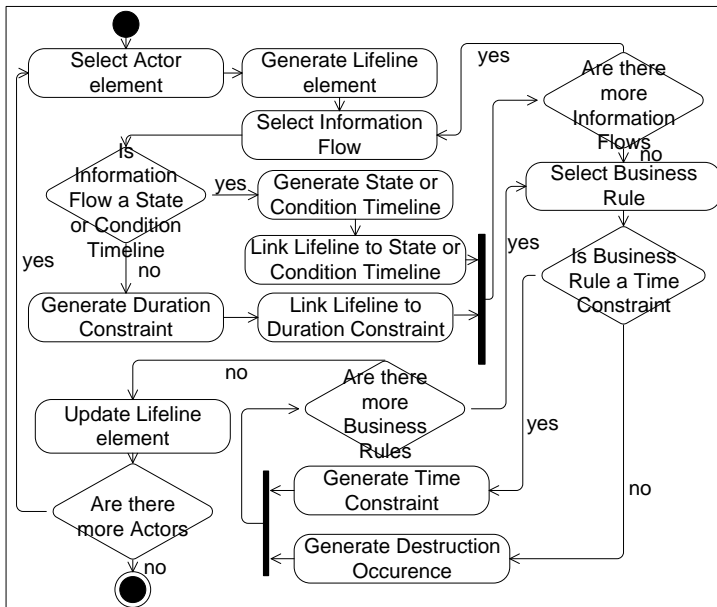 Select Actor
element
Generate Lifeline
element
yes
Are there
more
Information
Flows
Select Information
Flow
no
Is
Information
Flow a State
or Condition
Timeline
yes
Generate State or
Condition Timeline
Select Business
Rule
yes
Link Lifeline to State or
Condition Timeline
yes
no
Is Business
Rule a Time
Constraint
Generate Duration
Constraint
Link Lifeline to
Duration Constraint
no
Are there
more
Business
Rules
Update Lifeline
element
yes
Generate Time
Constraint
no
Are there
more Actors
Generate Destruction
Occurence
no